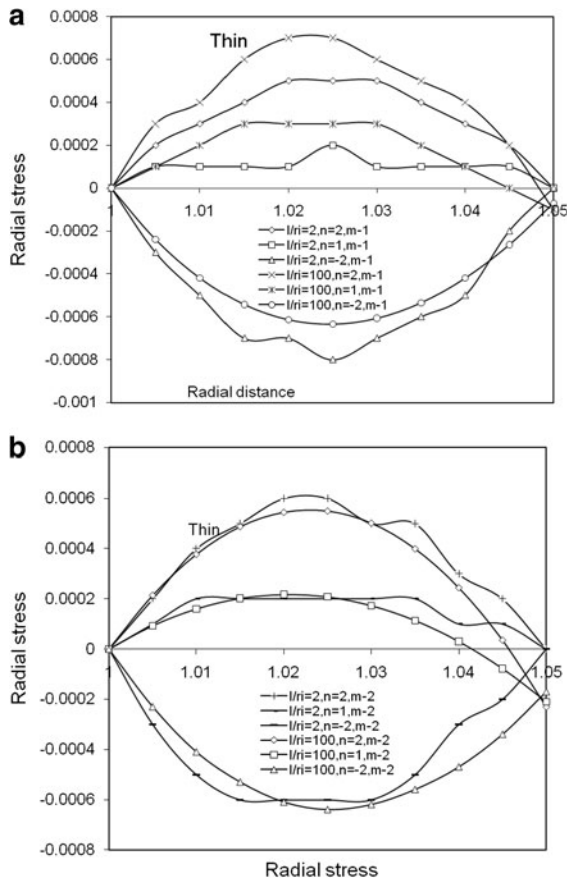 a
Thin
Radial stress
0.0008
0.0006
0.0004
0.0002
0
-0.0002
-0.0004
-0.0006
-0.0008
-0.001
1 1.01 1.02 1.03 1.04 1.05
l/ri=2,n=2,m-1
l/ri=2,n=1,m-1
l/ri=2,n=-2,m-1
l/ri=100,n=2,m-1
l/ri=100,n=1,m-1
l/ri=100,n=-2,m-1
Radial distance
b
Thin
Radial stress
0.0008
0.0006
0.0004
0.0002
0
-0.0002
-0.0004
-0.0006
-0.0008
1 1.01 1.02 1.03 1.04 1.05
l/ri=2,n=2,m-2
l/ri=2,n=1,m-2
l/ri=2,n=-2,m-2
l/ri=100,n=2,m-2
l/ri=100,n=1,m-2
l/ri=100,n=-2,m-2
Radial stress